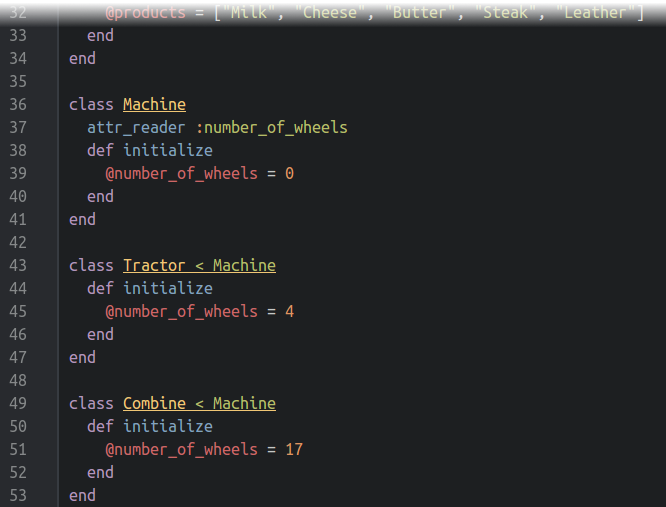 32 @products = ["Milk", "Cheese", "Butter", "Steak", "Leather"]
33 end
34 end
35
36 class Machine
37 attr_reader :number_of_wheels
38 def initialize
39 @number_of_wheels = 0
40 end
41 end
42
43 class Tractor < Machine
44 def initialize
45 @number_of_wheels = 4
46 end
47 end
48
49 class Combine < Machine
50 def initialize
51 @number_of_wheels = 17
52 end
53 end